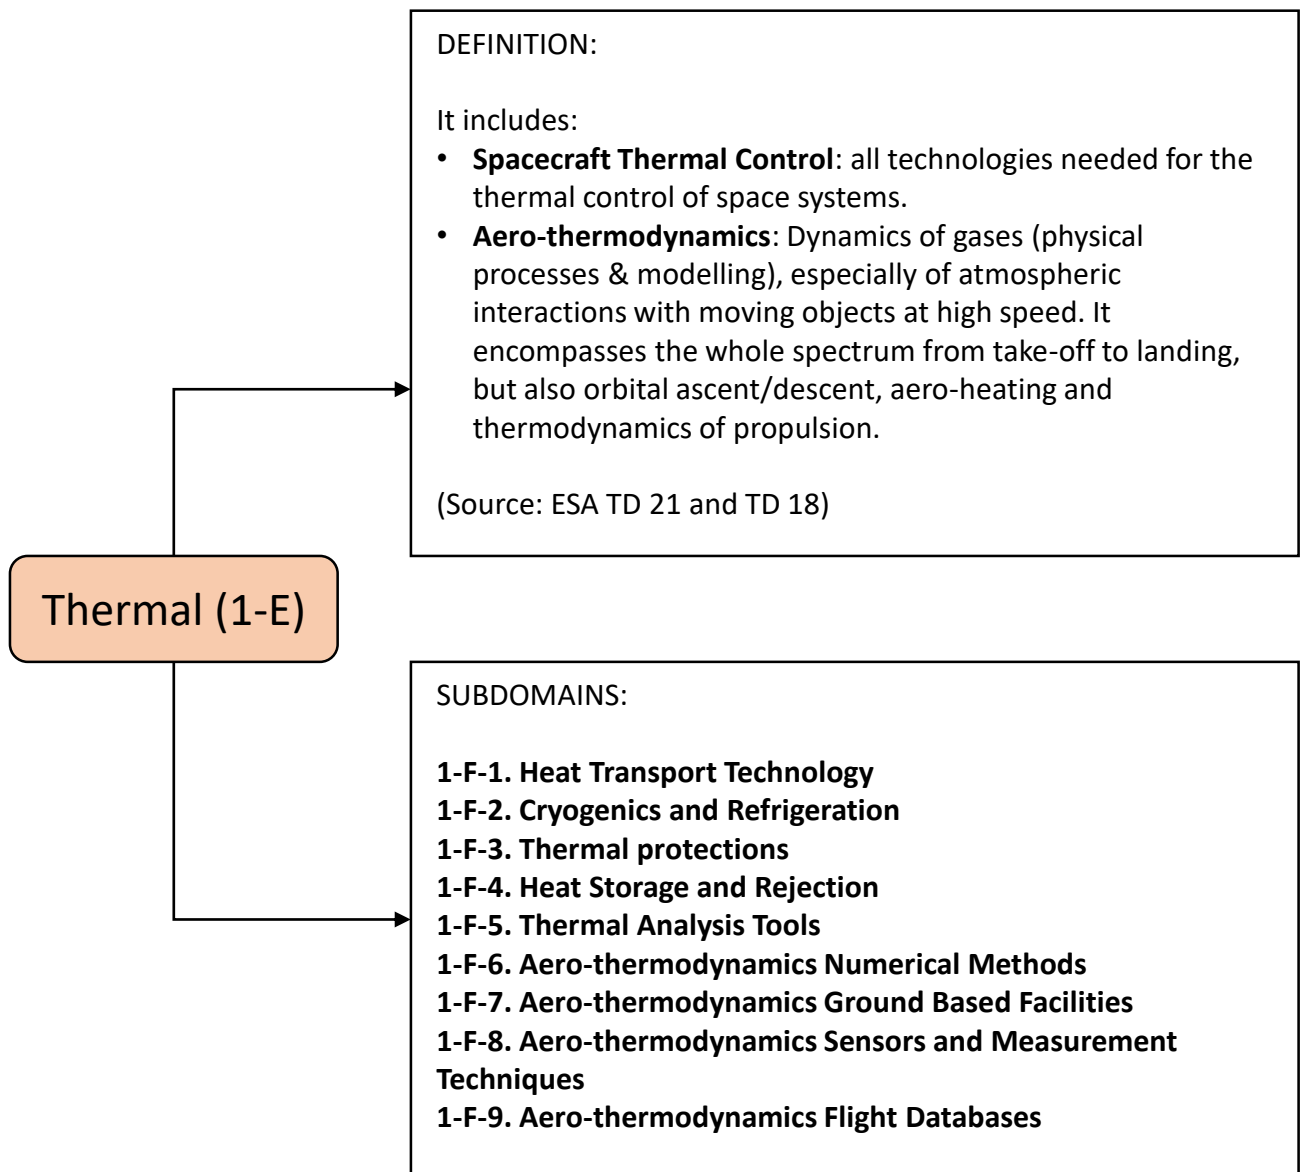 DEFINITION:
It includes:
• Spacecraft Thermal Control: all technologies needed for the
thermal control of space systems.
• Aero-thermodynamics: Dynamics of gases (physical
processes & modelling), especially of atmospheric
interactions with moving objects at high speed. It
encompasses the whole spectrum from take-off to landing,
but also orbital ascent/descent, aero-heating and
thermodynamics of propulsion.
(Source: ESA TD 21 and TD 18)
Thermal (1-E)
SUBDOMAINS:
1-F-1. Heat Transport Technology
1-F-2. Cryogenics and Refrigeration
1-F-3. Thermal protections
1-F-4. Heat Storage and Rejection
1-F-5. Thermal Analysis Tools
1-F-6. Aero-thermodynamics Numerical Methods
1-F-7. Aero-thermodynamics Ground Based Facilities
1-F-8. Aero-thermodynamics Sensors and Measurement
Techniques
1-F-9. Aero-thermodynamics Flight Databases